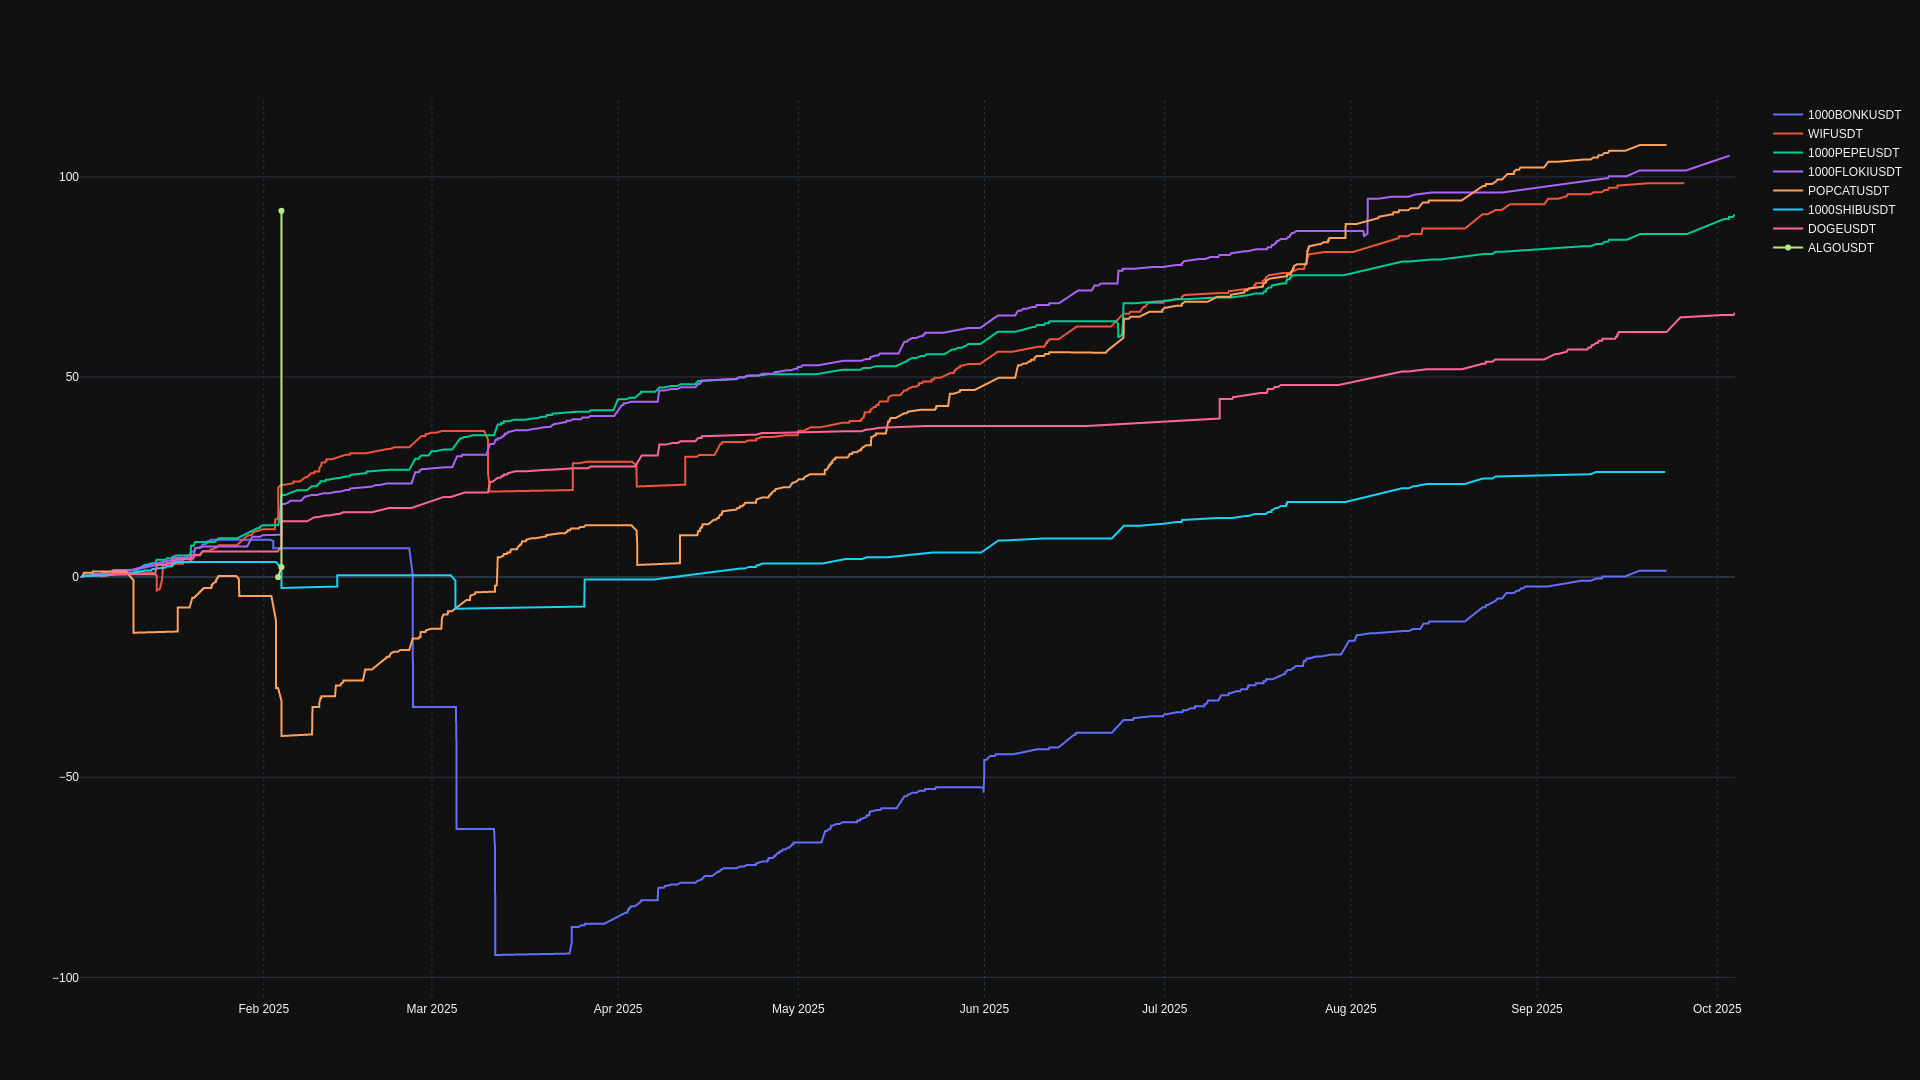 1000BONKUSDT
WIFUSDT
1000PEPEUSDT
1000FLOKIUSDT
POPCATUSDT
1000SHIBUSDT
DOGEUSDT
ALGOUSDT
100
50
0
−50
−100
Feb 2025
Mar 2025
Apr 2025
May 2025
Jun 2025
Jul 2025
Aug 2025
Sep 2025
Oct 2025